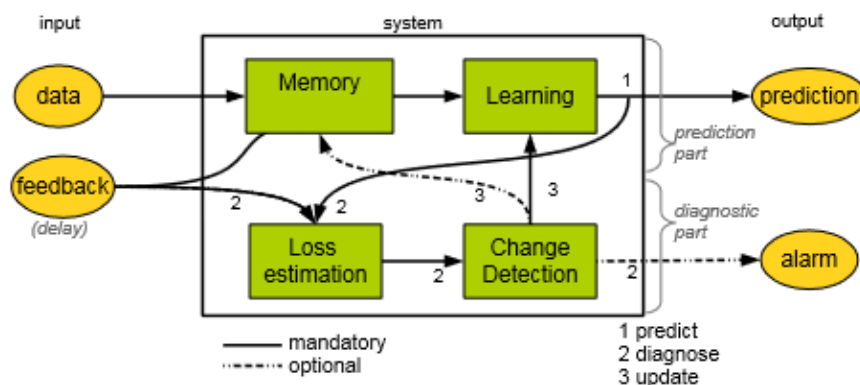 input
system
output
data
Memory
Learning
1
prediction
prediction
part
feedback
(delay)
2
2
3
3
diagnostic
part
Loss
estimation
2
Change
Detection
2
alarm
mandatory
optional
1 predict
2 diagnose
3 update